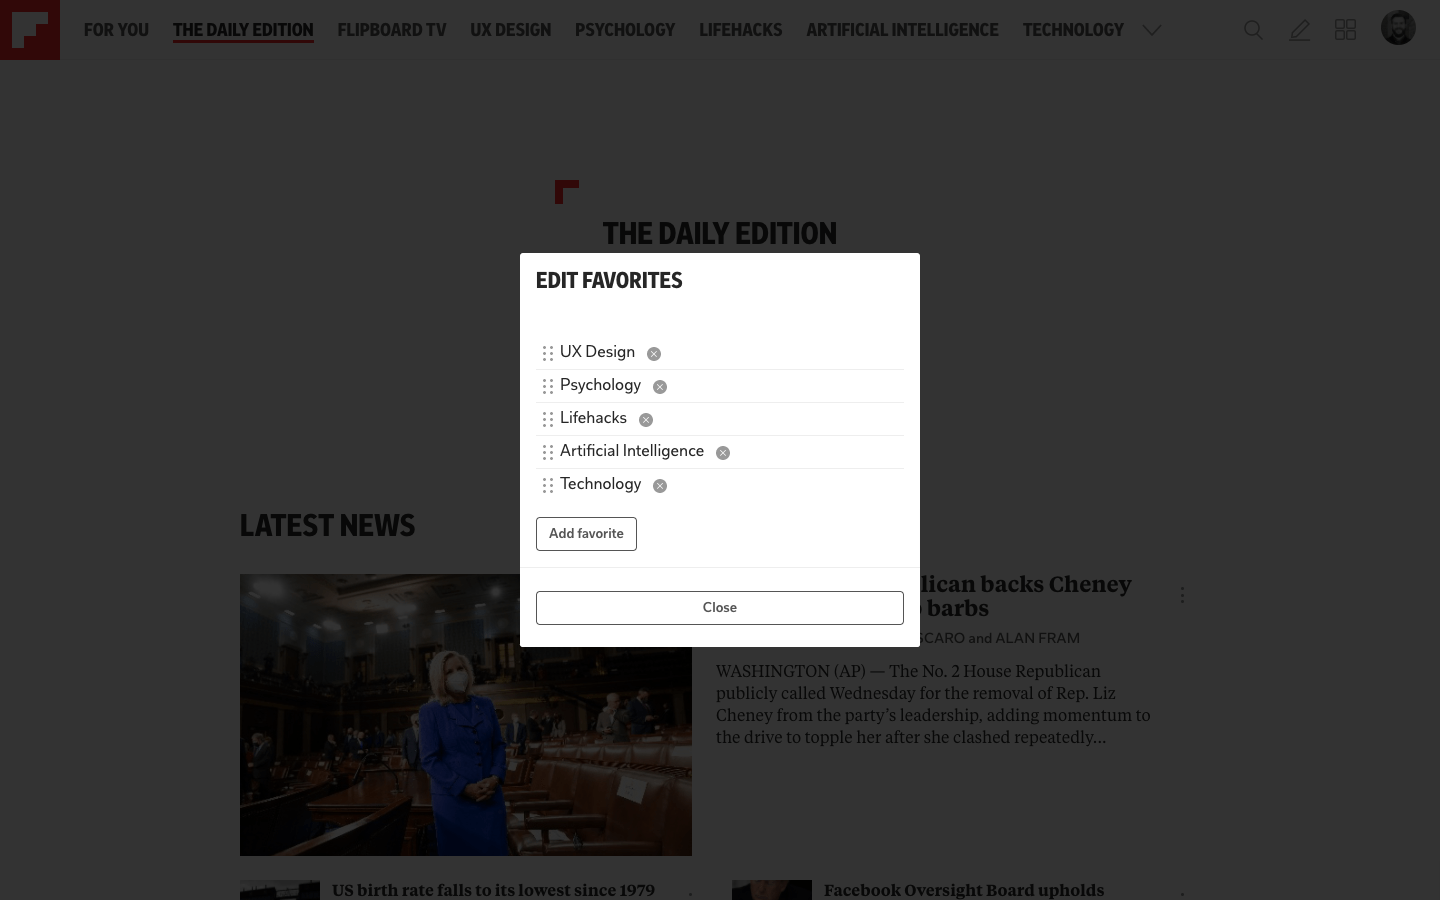 FOR YOU THE DAILY EDITION FLIPBOARD TV UX DESIGN PSYCHOLOGY LIFEHACKS ARTIFICIAL INTELLIGENCE TECHNOLOGY
THE DAILY EDITION
EDIT FAVORITES
UX Design
Psychology
Lifehacks
Artificial Intelligence
Technology
Add favorite
Close
LATEST NEWS
lican backs Cheney
barbs
SCARO and ALAN FRAM
WASHINGTON (AP) — The No. 2 House Republican
publicly called Wednesday for the removal of Rep. Liz
Cheney from the party’s leadership, adding momentum to
the drive to topple her after she clashed repeatedly…
US birth rate falls to its lowest since 1979
Facebook Oversight Board upholds